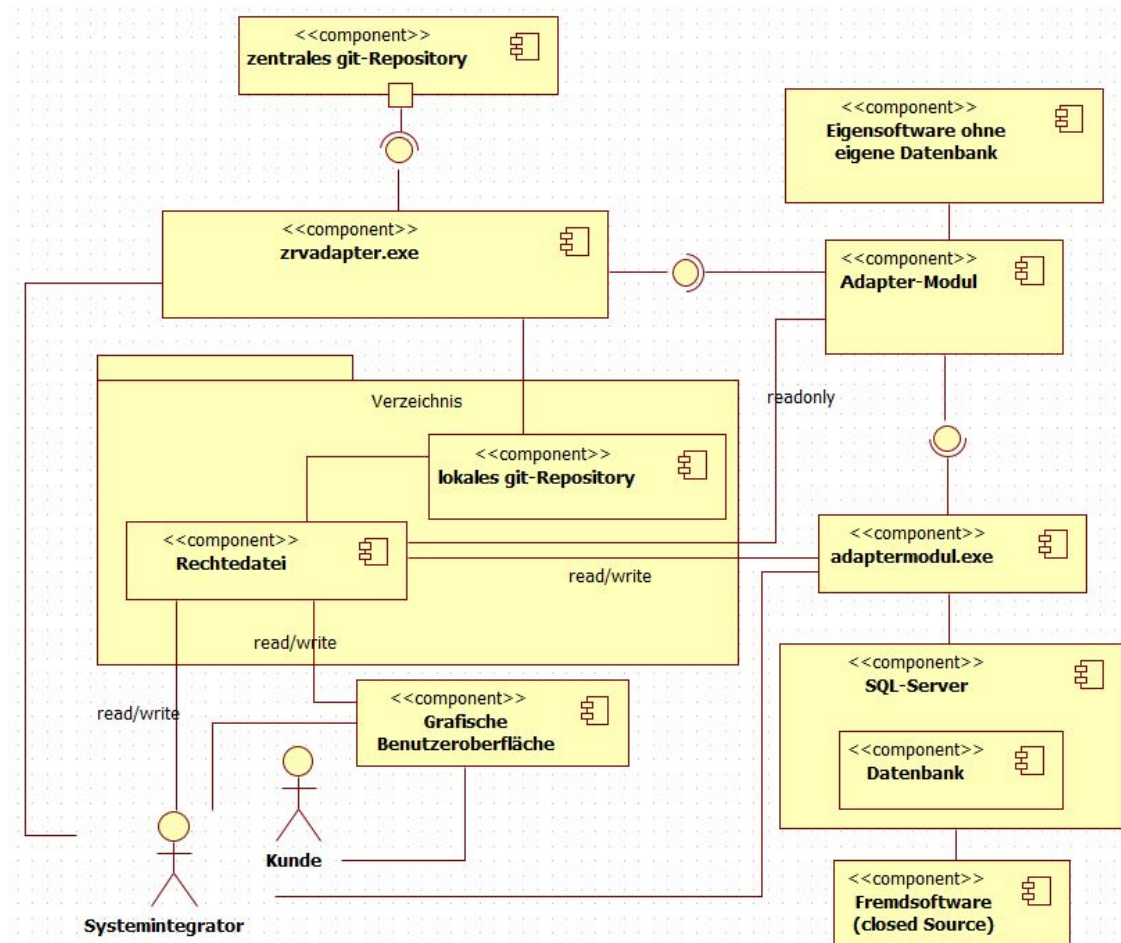 <<component>>
zentrales git-Repository
<<component>>
Eigensoftware ohne
eigene Datenbank
<<component>>
zrvadapter.exe
<<component>>
Adapter-Modul
Verzeichnis
readonly
<<component>>
lokales git-Repository
<<component>>
Rechtedatei
<<component>>
adaptermodul.exe
read/write
read/write
<<component>>
SQL-Server
<<component>>
Grafische
Benutzeroberfläche
read/write
<<component>>
Datenbank
Kunde
<<component>>
Fremdsoftware
(closed Source)
Systemintegrator